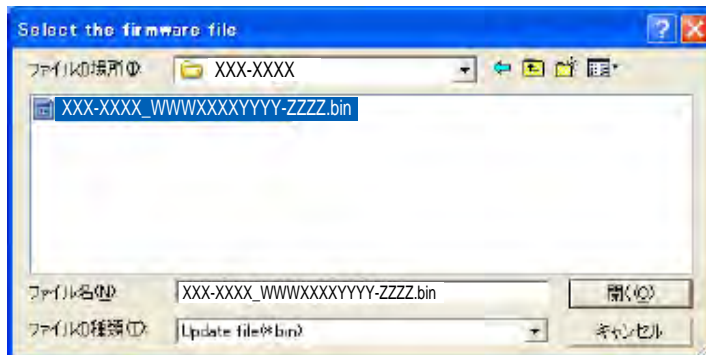 Select the firmware file
ファイルの場所(I):
XXX-XXXX
XXX-XXXX_WWWXXXXYYYY-ZZZZ.bin
ファイル名(N):
XXX-XXXX_WWWXXXXYYYY-ZZZZ.bin
開く(O)
ファイルの種類(T):
Update file(*bin)
キャンセル